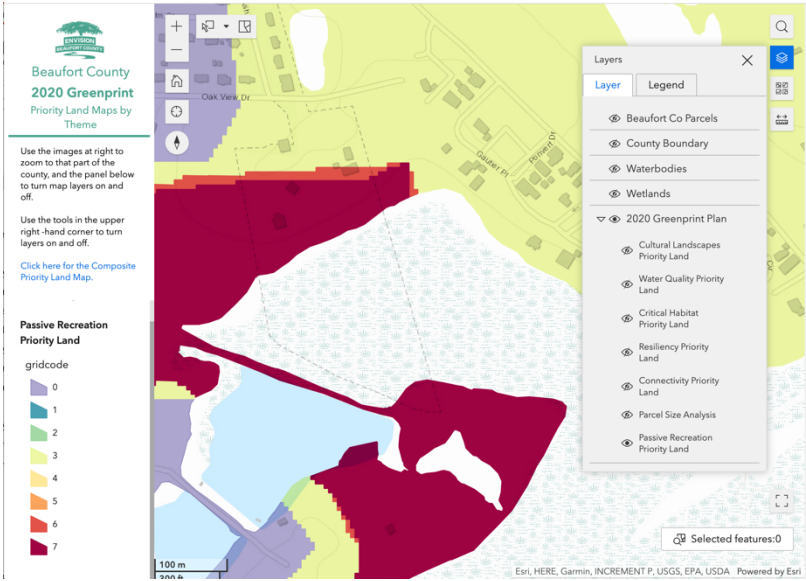 ENVISION
BEAUFORT COUNTY
Beaufort County
2020 Greenprint
Priority Land Maps by
Theme
Use the images at right to
zoom to that part of the
county, and the panel below
to turn map layers on and
off.
Use the tools in the upper
right -hand corner to turn
layers on and off.
Click here for the Composite
Priority Land Map.
Passive Recreation
Priority Land
gridcode
0
1
2
3
4
5
6
7
Oak View Dr
Gauter Pl
Poinsett Dr
Layers
Layer
Legend
Beaufort Co Parcels
County Boundary
Waterbodies
Wetlands
2020 Greenprint Plan
Cultural Landscapes
Priority Land
Water Quality Priority
Land
Critical Habitat
Priority Land
Resiliency Priority
Land
Connectivity Priority
Land
Parcel Size Analysis
Passive Recreation
Priority Land
Selected features:0
100 m
300 ft
Esri, HERE, Garmin, INCREMENT P, USGS, EPA, USDA
Powered by Esri